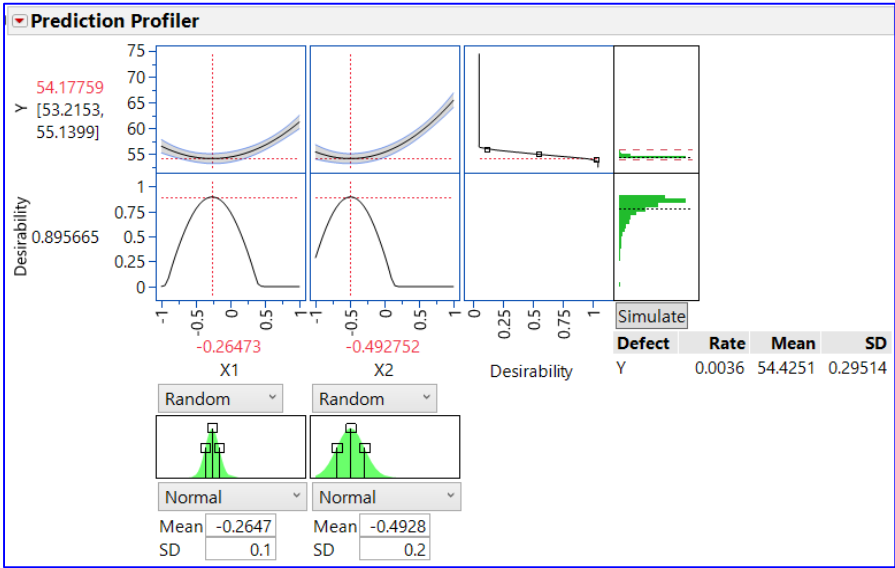 Prediction Profiler
Y
54.17759
[53.2153,
55.1399]
75
70
65
60
55
Desirability
0.895665
1
0.75
0.5
0.25
0
-1
-0.5
0
0.5
1
-0.26473
X1
-1
-0.5
0
0.5
1
-0.492752
X2
0
0.25
0.5
0.75
1
Desirability
Simulate
Defect Rate Mean SD
Y 0.0036 54.4251 0.29514
Random Random
Normal Normal
Mean -0.2647 Mean -0.4928
SD 0.1 SD 0.2